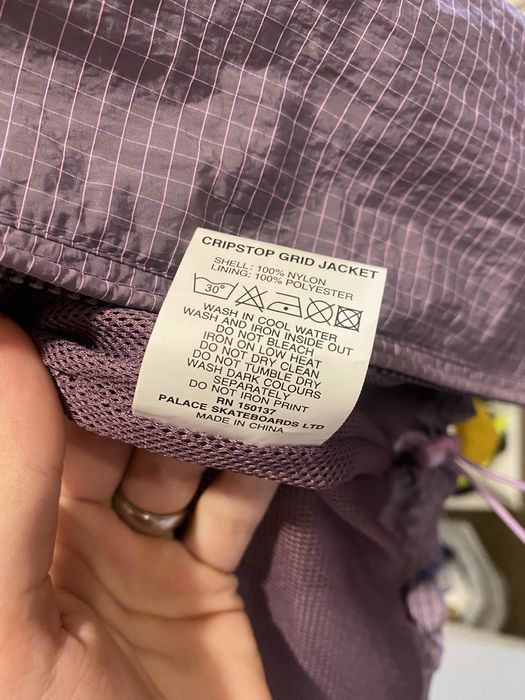 CRIPSTOP GRID JACKET
SHELL: 100% NYLON
LINING: 100% POLYESTER
30°
WASH IN COOL WATER
WASH AND IRON INSIDE OUT
DO NOT BLEACH
IRON ON LOW HEAT
DO NOT DRY CLEAN
DO NOT TUMBLE DRY
WASH DARK COLOURS
SEPARATELY
DO NOT IRON PRINT
RN 150137
PALACE SKATEBOARDS LTD
MADE IN CHINA